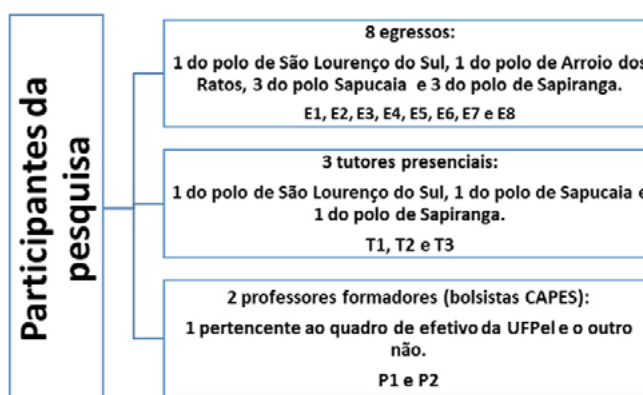 Participantes da
pesquisa
8 egressos:
1 do polo de São Lourenço do Sul, 1 do polo de Arroio dos
Ratos, 3 do polo Sapucaia e 3 do polo de Sapiranga.
E1, E2, E3, E4, E5, E6, E7 e E8
3 tutores presenciais:
1 do polo de São Lourenço do Sul, 1 do polo de Sapucaia e
1 do polo de Sapiranga.
T1, T2 e T3
2 professores formadores (bolsistas CAPES):
1 pertencente ao quadro de efetivo da UFPel e o outro
não.
P1 e P2